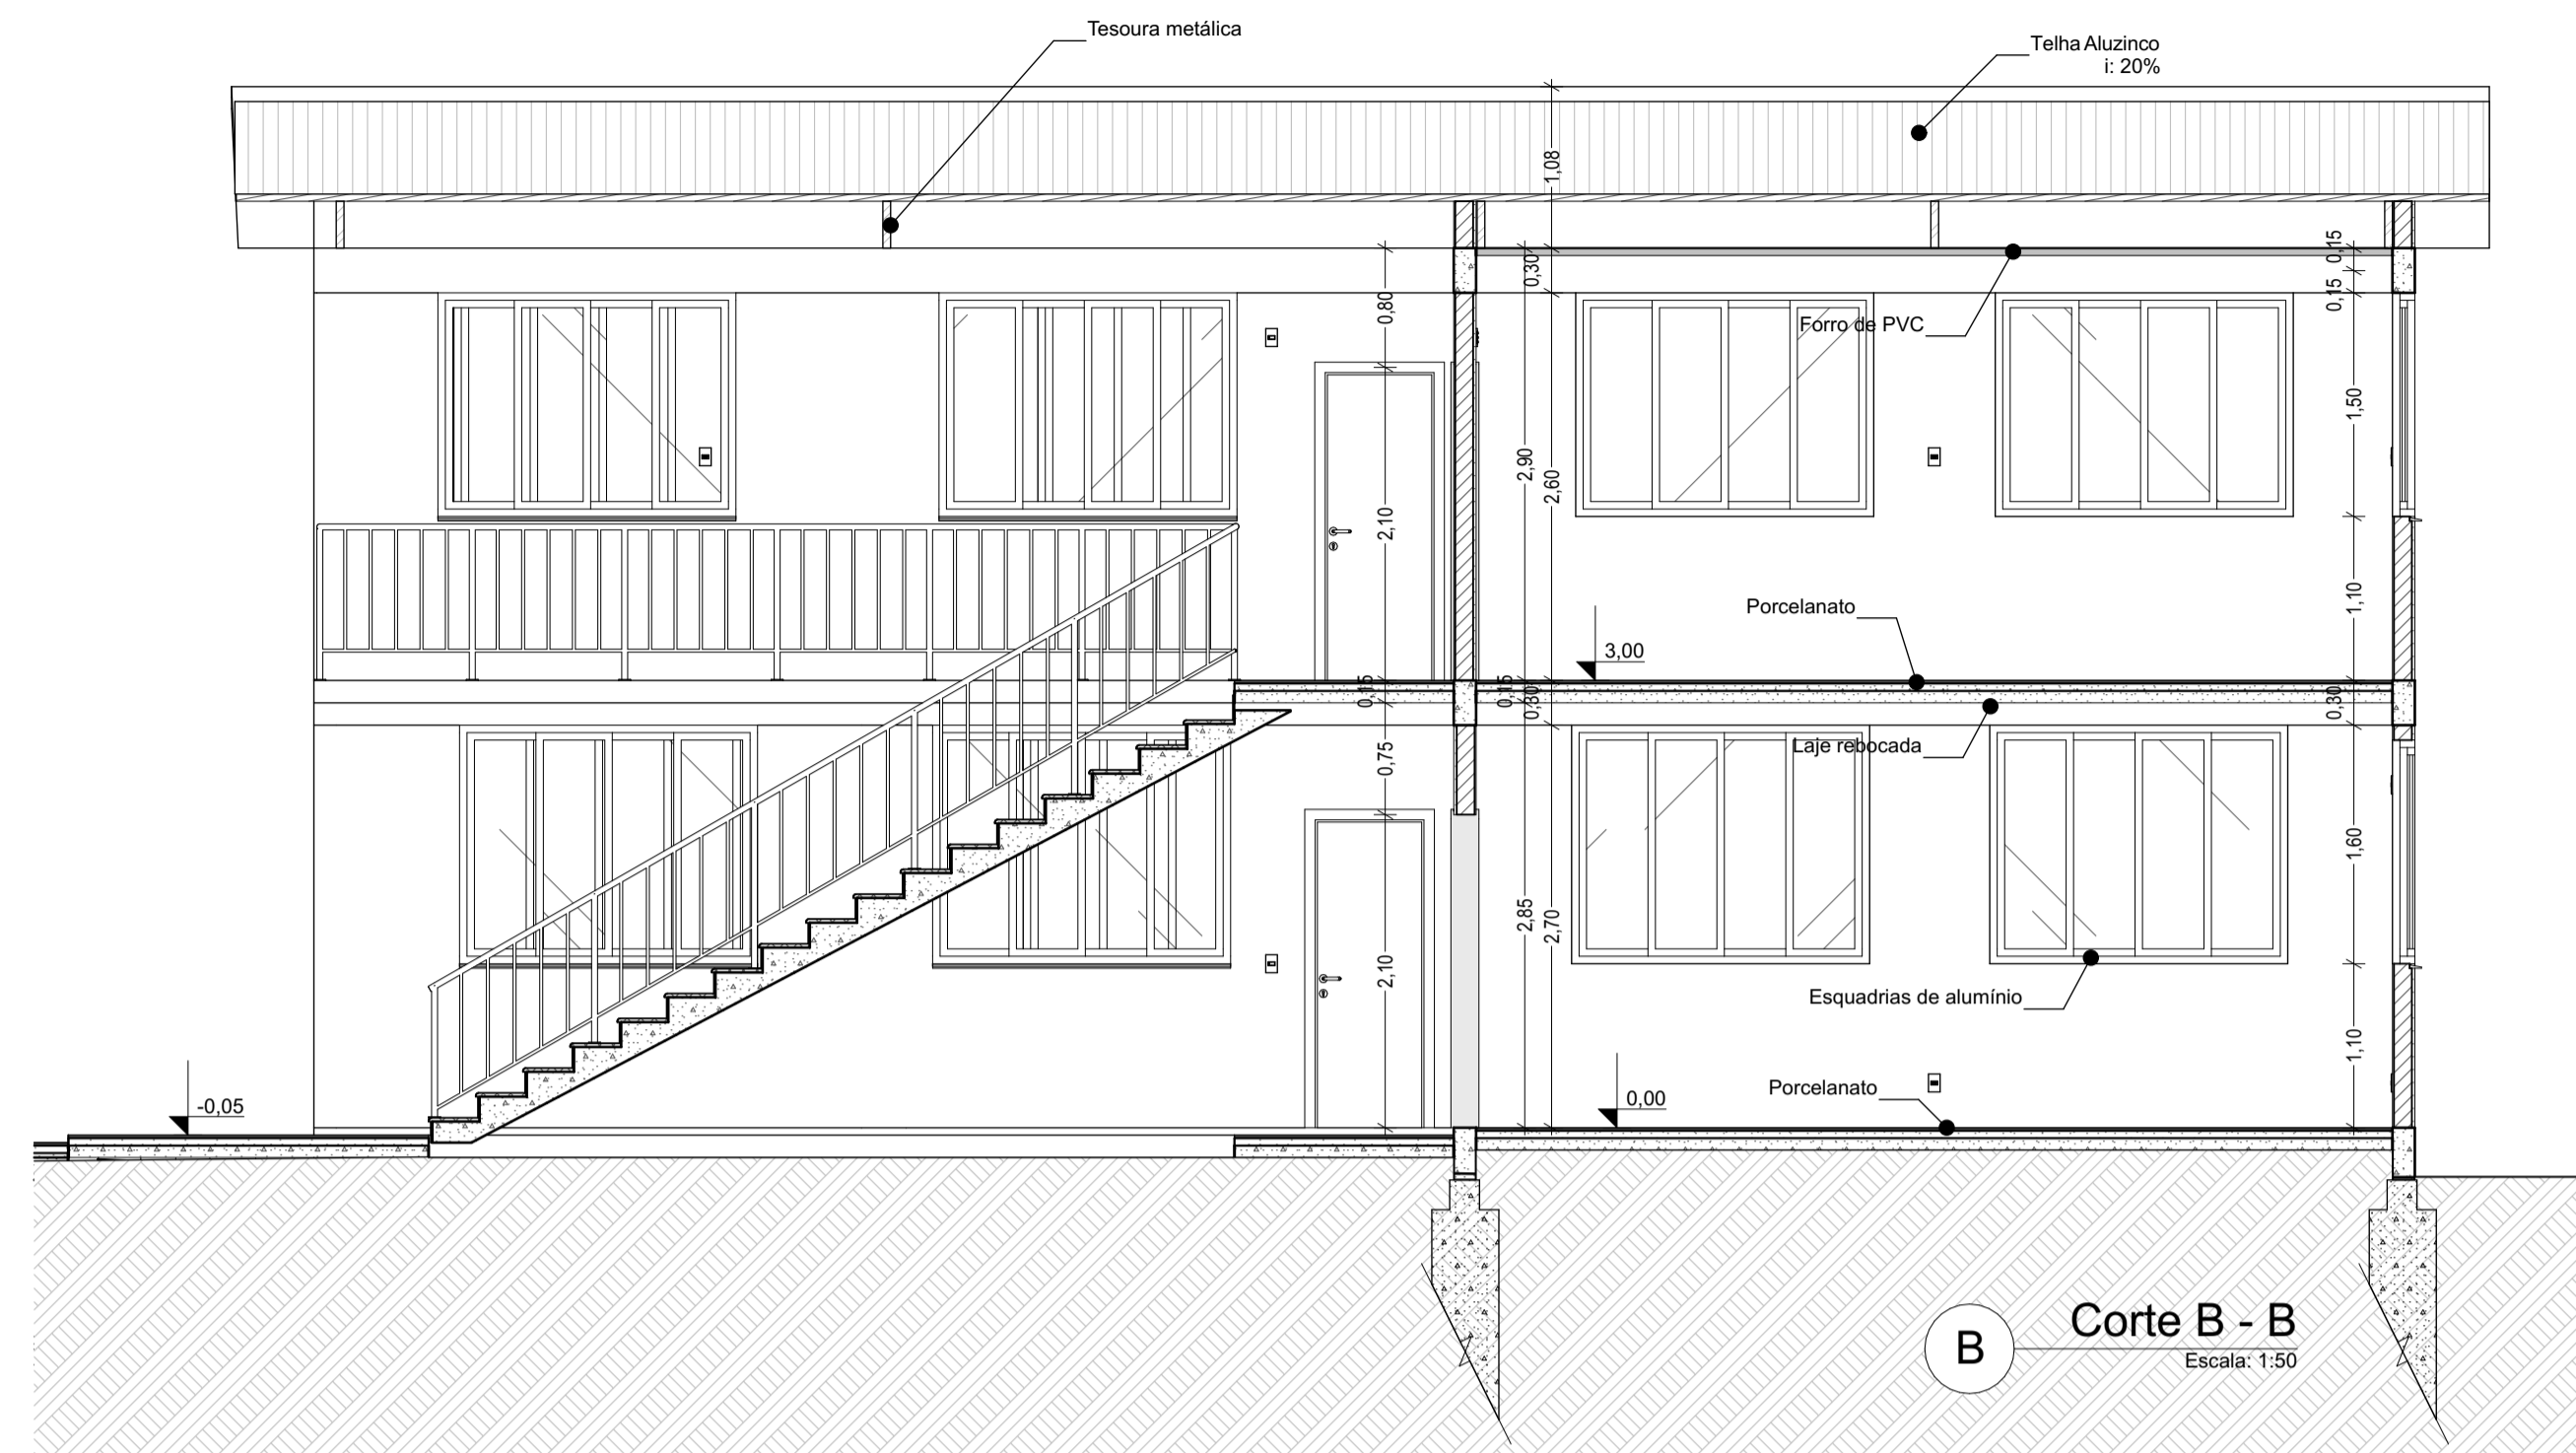 Tesoura metálica
Telha Aluzinco
i: 20%
1,08
0,15
0,30
0,15
0,80
Forro de PVC
1,50
2,90
2,60
2,10
1,10
Porcelanato
3,00
0,15
0,15
0,30
0,30
Laje rebocada
0,75
1,60
2,85
2,70
2,10
Esquadrias de alumínio
1,10
Porcelanato
0,00
-0,05
B
Corte B - B
Escala: 1:50